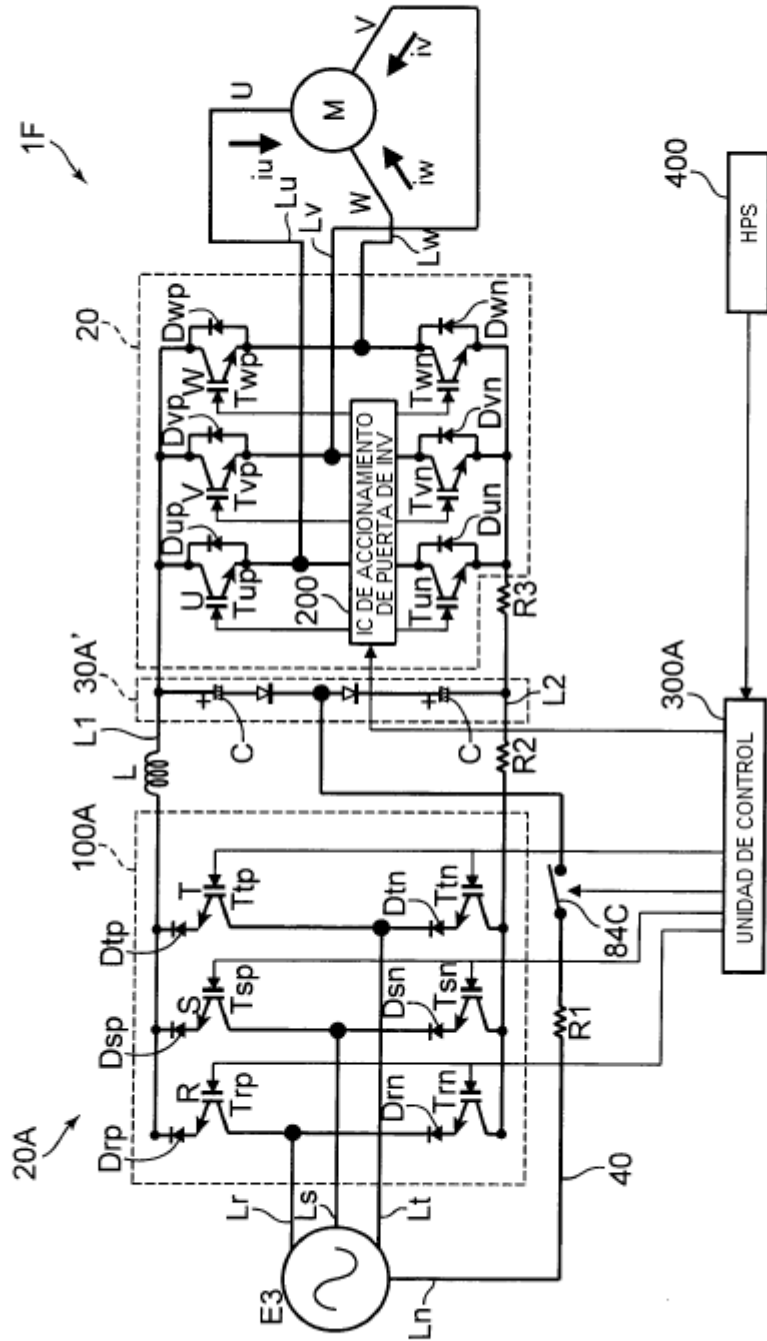 1F
20A
100A
L
L1
30A'
20
Dtp
Dsp
Drp
T
Ttp
S
Tsp
R
Trp
Dtn
Ttn
Dsn
Tsn
Drn
Trn
E3
Lr
Ls
Lt
Ln
40
R1
84C
R2
L2
R3
+
C
+
C
Dup
Dvp
Dwp
U
Tup
V
Tvp
W
Twp
200
IC DE ACCIONAMIENTO
DE PUERTA DE INV
Tun
Dun
Tvn
Dvn
Twn
Dwn
Lu
Lv
Lw
U
V
W
iu
iv
iw
M
300A
UNIDAD DE CONTROL
400
HPS